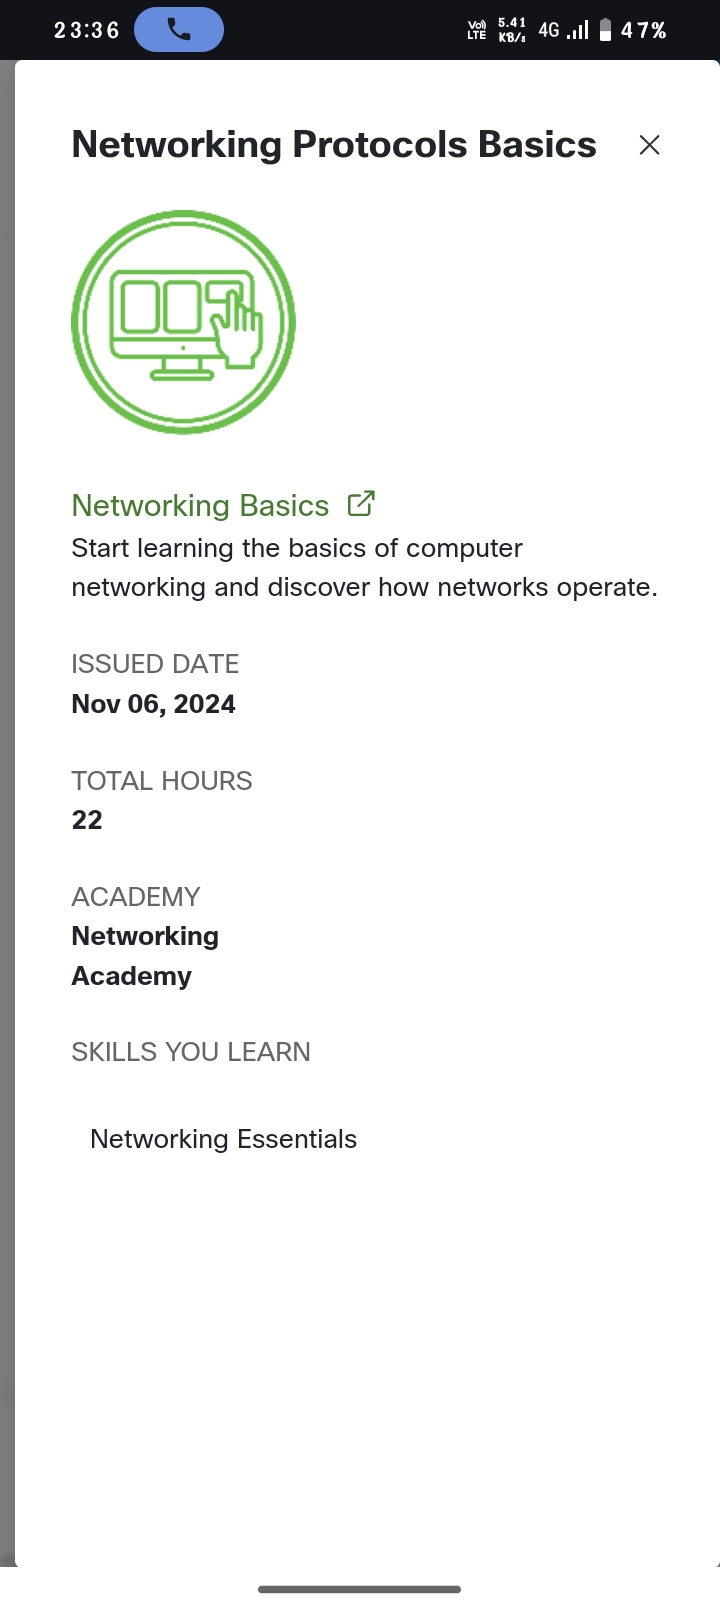 23:36
Vo) LTE 5.41 KB/s 4G 47%
Networking Protocols Basics
Networking Basics
Start learning the basics of computer
networking and discover how networks operate.
ISSUED DATE
Nov 06, 2024
TOTAL HOURS
22
ACADEMY
Networking
Academy
SKILLS YOU LEARN
Networking Essentials